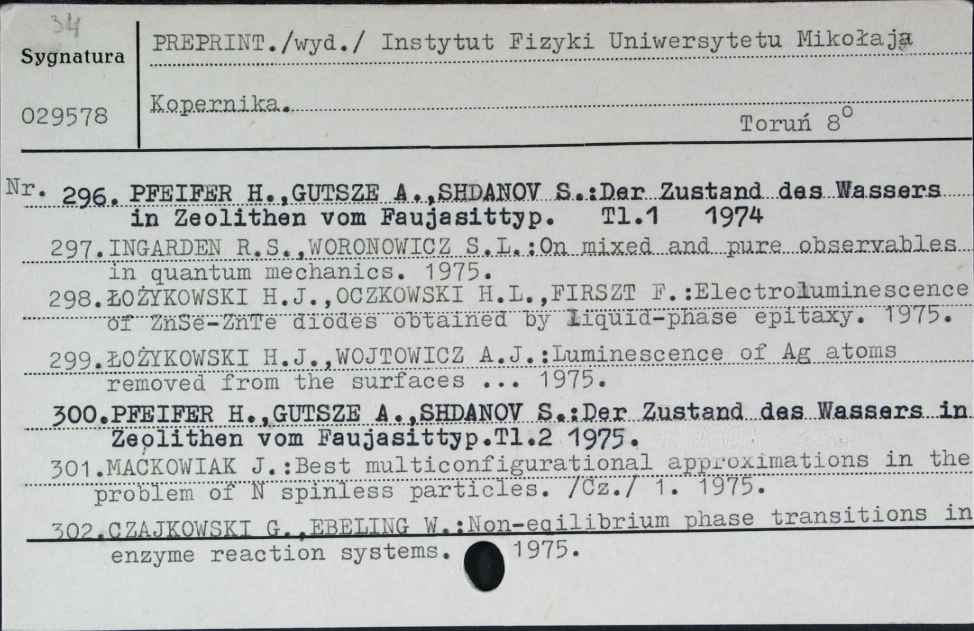 34
Sygnatura
PREPRINT./wyd./ Instytut Fizyki Uniwersytetu Mikołaja
029578
Kopernika.
Toruń 8°
Nr. 296. PFEIFER H.,GUTSZE A.,SHDANOV S.:Der Zustand des Wassers
in Zeolithen vom Faujasittyp. Tl.1 1974
297.INGARDEN R.S.,WORONOWICZ S.L.:On mixed and pure observables
in quantum mechanics. 1975.
298.ŁOŻYKOWSKI H.J.,OCZKOWSKI H.L.,FIRSZT F.:Electroluminescence
of ZnSe-ZnTe diodes obtained by liquid-phase epitaxy. 1975.
299.ŁOŻYKOWSKI H.J.,WOJTOWICZ A.J.:Luminescence of Ag atoms
removed from the surfaces ... 1975.
300.PFEIFER H.,GUTSZE A.,SHDANOV S.:Der Zustand des Wassers in
Zeolithen vom Faujasittyp.Tl.2 1975.
301.MAĆKOWIAK J.:Best multiconfigurational approximations in the
problem of N spinless particles. /Cz./ 1. 1975.
302.CZAJKOWSKI G.,EBELING W.:Non-eqilibrium phase transitions in
enzyme reaction systems. 1975.